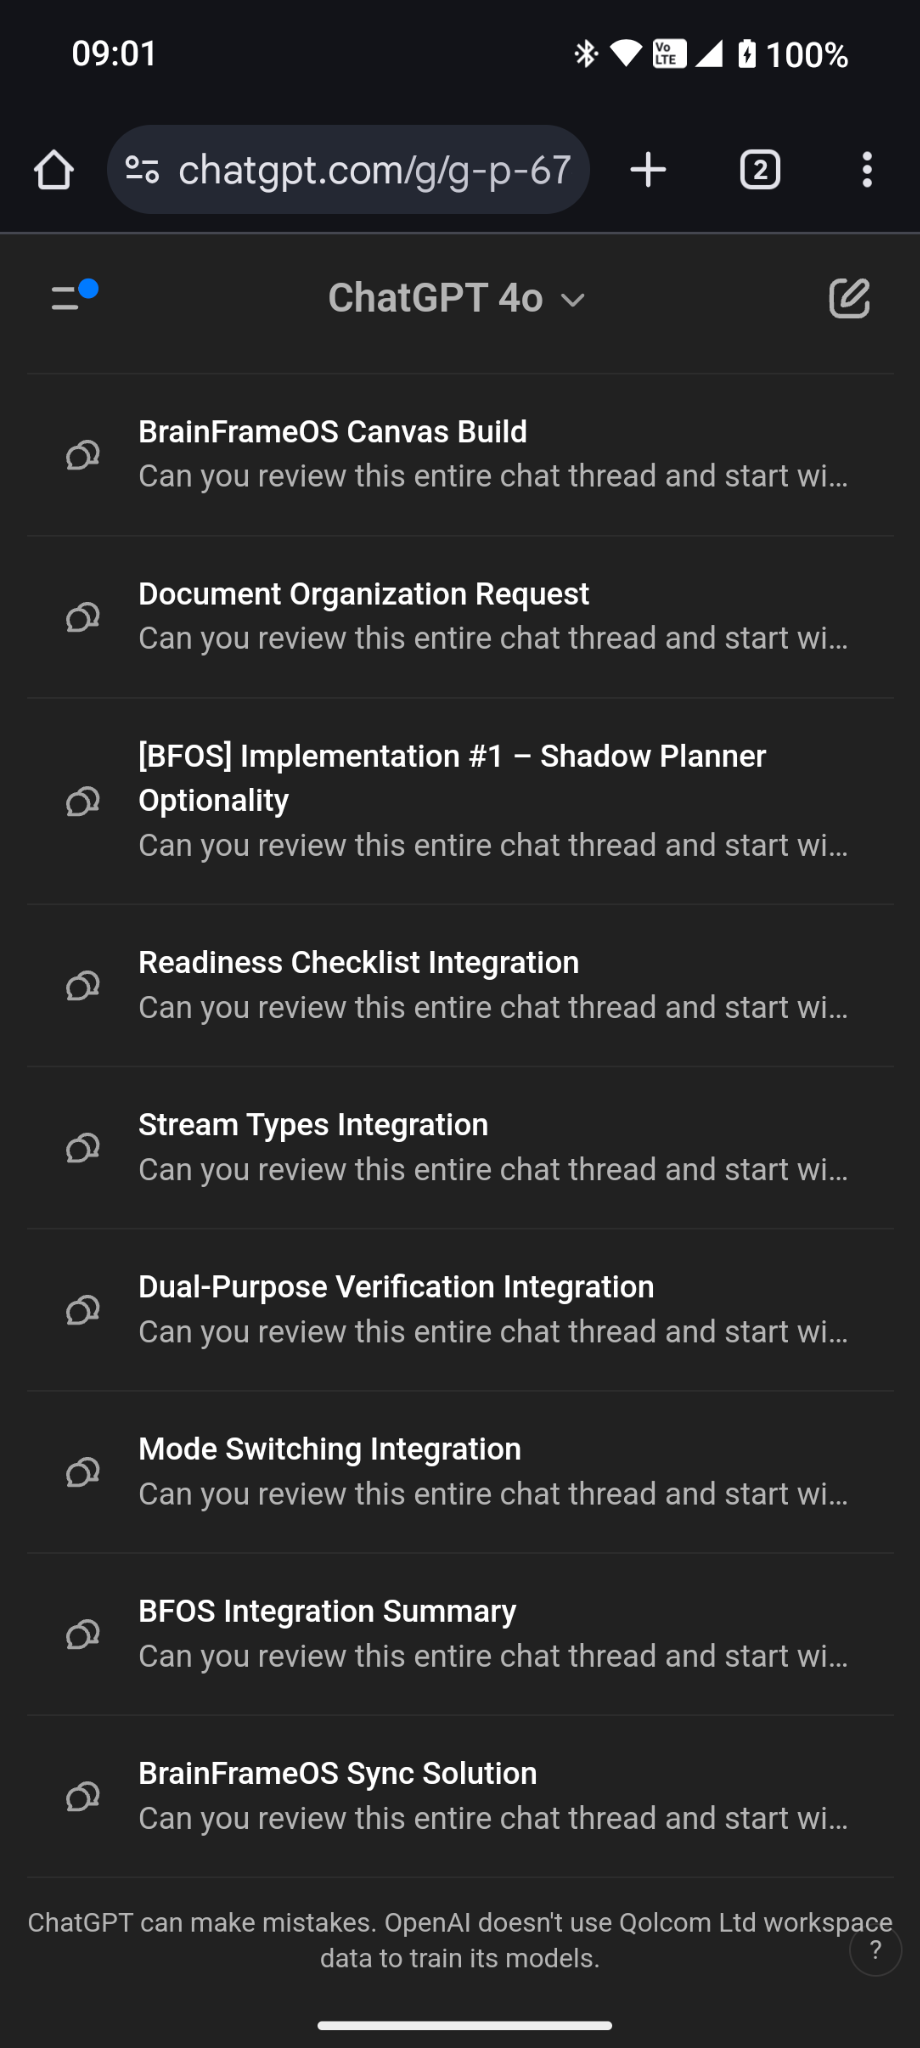 09:01
Vo LTE
100%
chatgpt.com/g/g-p-67
2
ChatGPT 4o
BrainFrameOS Canvas Build
Can you review this entire chat thread and start wi...
Document Organization Request
Can you review this entire chat thread and start wi...
[BFOS] Implementation #1 – Shadow Planner
Optionality
Can you review this entire chat thread and start wi...
Readiness Checklist Integration
Can you review this entire chat thread and start wi...
Stream Types Integration
Can you review this entire chat thread and start wi...
Dual-Purpose Verification Integration
Can you review this entire chat thread and start wi...
Mode Switching Integration
Can you review this entire chat thread and start wi...
BFOS Integration Summary
Can you review this entire chat thread and start wi...
BrainFrameOS Sync Solution
Can you review this entire chat thread and start wi...
ChatGPT can make mistakes. OpenAI doesn't use Qolcom Ltd workspace
data to train its models.
?